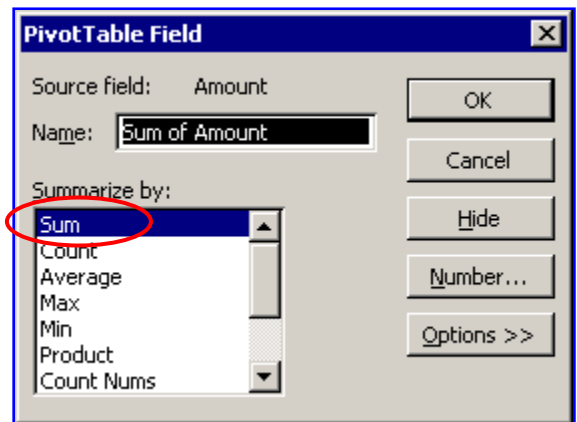 PivotTable Field
Source field: Amount
Name: Sum of Amount
Summarize by:
Sum
Count
Average
Max
Min
Product
Count Nums
OK
Cancel
Hide
Number...
Options >>